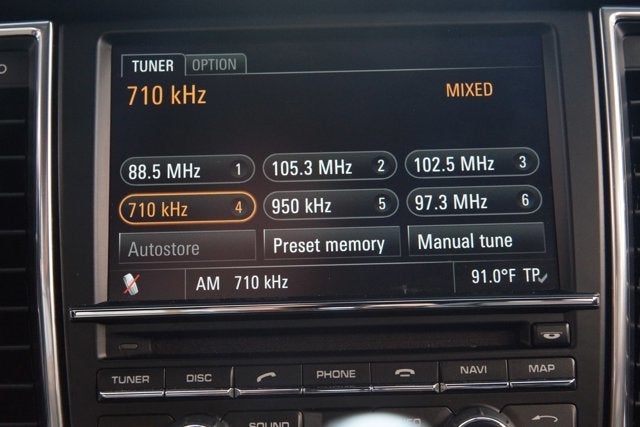 TUNER OPTION
710 kHz MIXED
88.5 MHz 1 105.3 MHz 2 102.5 MHz 3
710 kHz 4 950 kHz 5 97.3 MHz 6
Autostore Preset memory Manual tune
AM 710 kHz 91.0°F TP
TUNER DISC PHONE NAVI MAP
SOUND